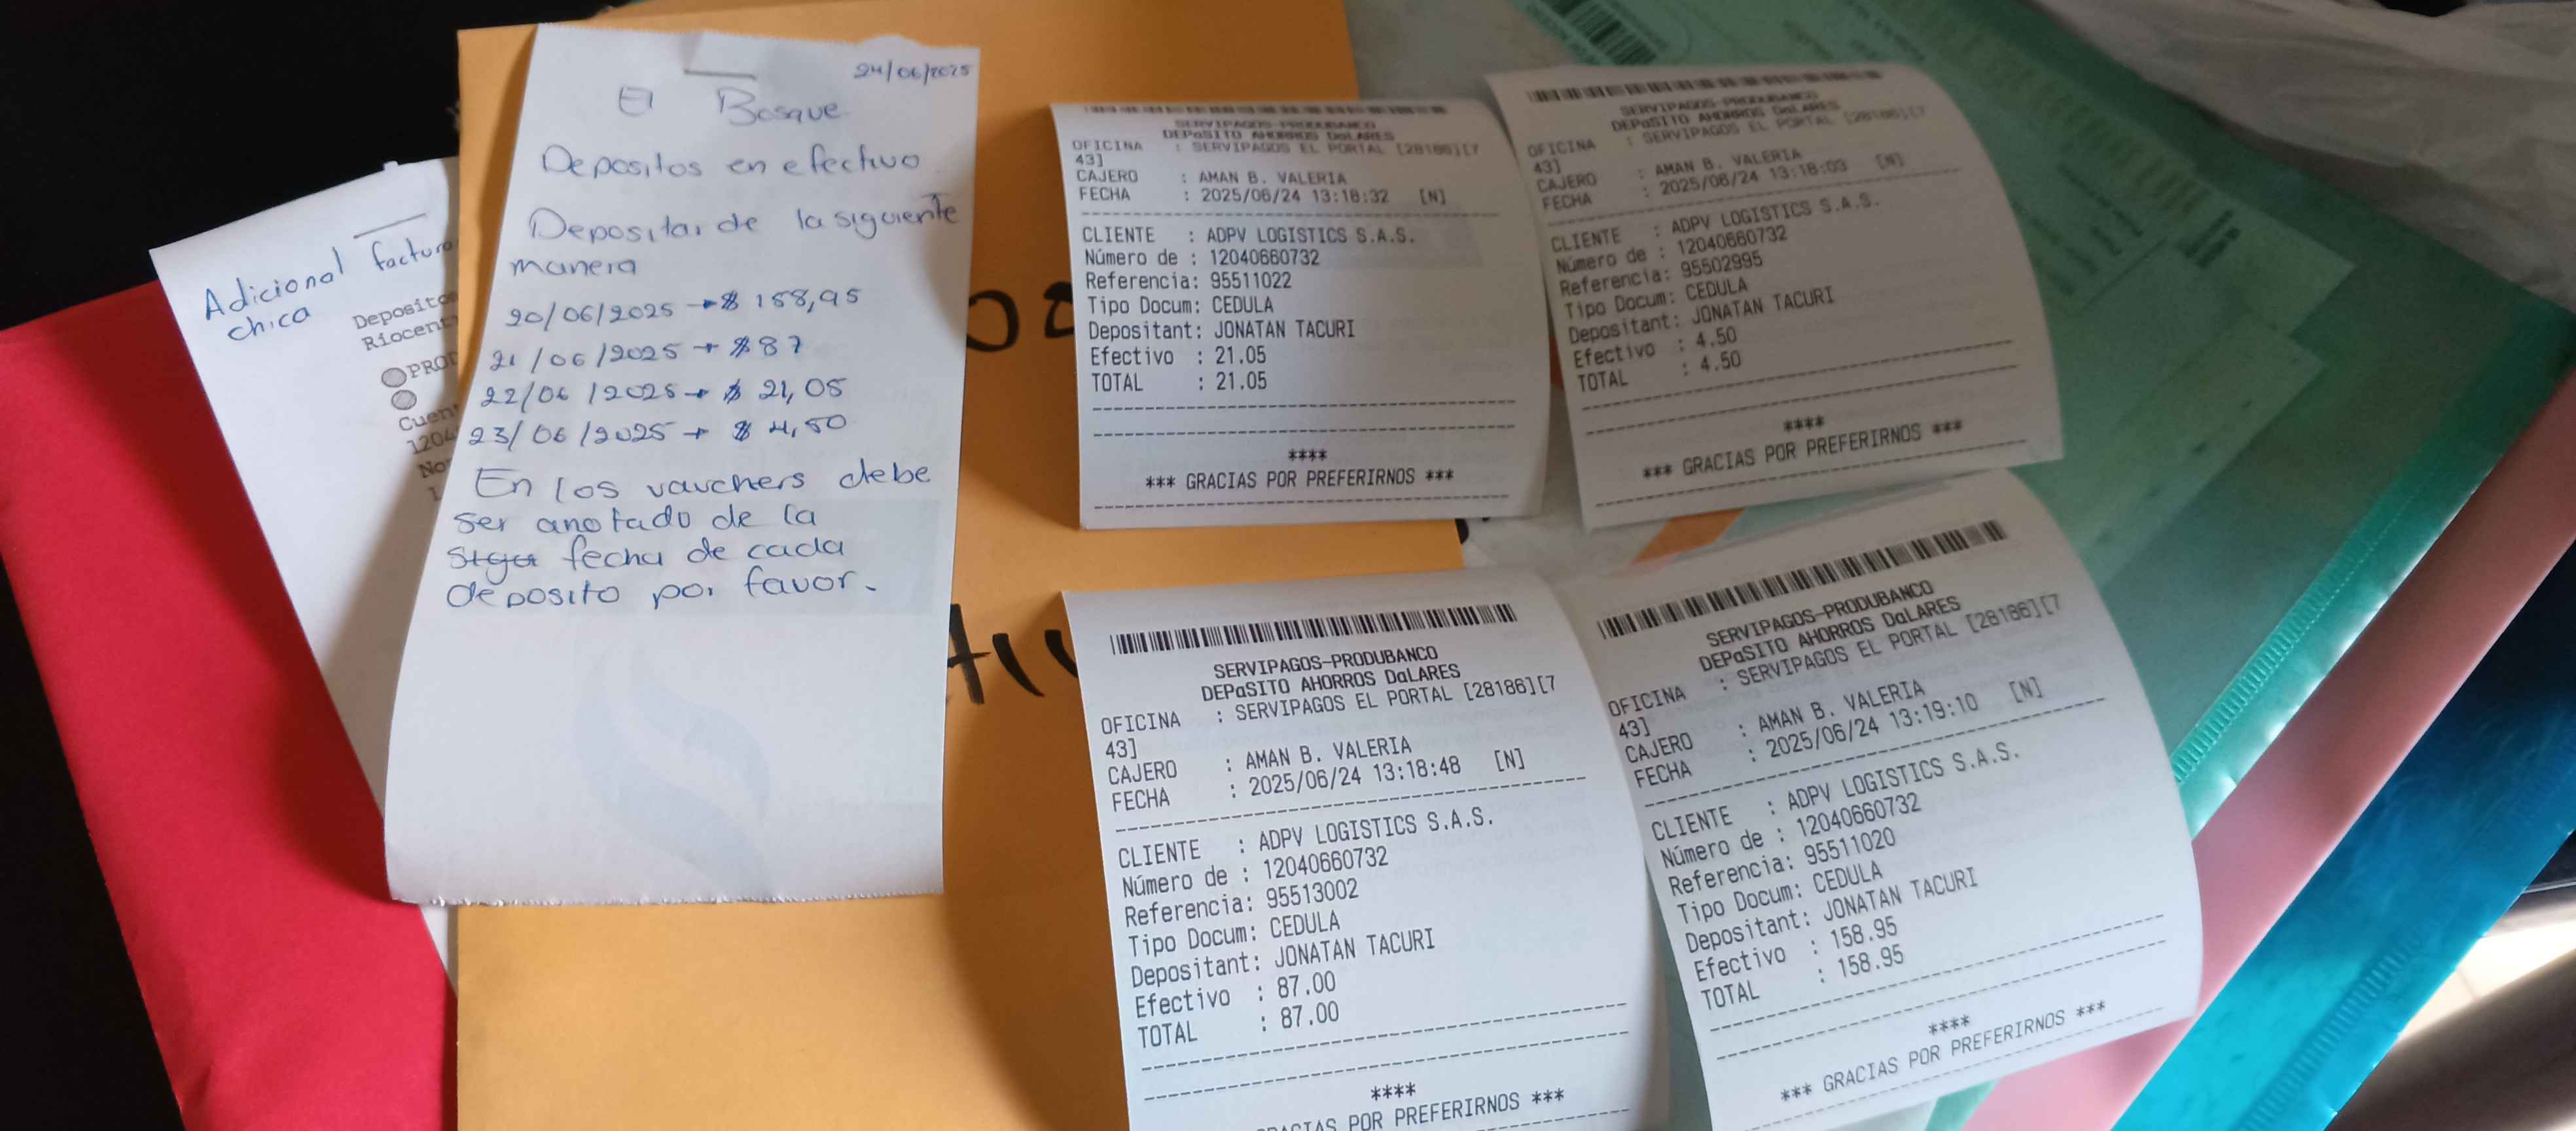 24/06/2025
El Bosque
Depositos en efectivo
Depositar de la siguiente
manera
20/06/2025 → $ 158,95
21/06/2025 → $ 87
22/06/2025 → $ 21,05
23/06/2025 → $ 4,50
En los vauchers debe
ser anotado de la
fecha de cada
deposito por favor.
Adicional factura
chica
SERVIPAGOS-PRODUBANCO
DEPaSITO AHORROS DaLARES
OFICINA : SERVIPAGOS EL PORTAL [28186][7
43]
CAJERO : AMAN B. VALERIA
FECHA : 2025/06/24 13:18:32 [N]
CLIENTE : ADPV LOGISTICS S.A.S.
Número de : 12040660732
Referencia: 95511022
Tipo Docum: CEDULA
Depositant: JONATAN TACURI
Efectivo : 21.05
TOTAL : 21.05
****
*** GRACIAS POR PREFERIRNOS ***
SERVIPAGOS-PRODUBANCO
DEPaSITO AHORROS DaLARES
OFICINA : SERVIPAGOS EL PORTAL [28186][7
43]
CAJERO : AMAN B. VALERIA
FECHA : 2025/06/24 13:18:03 [N]
CLIENTE : ADPV LOGISTICS S.A.S.
Número de : 12040660732
Referencia: 95502995
Tipo Docum: CEDULA
Depositant: JONATAN TACURI
Efectivo : 4.50
TOTAL : 4.50
****
*** GRACIAS POR PREFERIRNOS ***
SERVIPAGOS-PRODUBANCO
DEPaSITO AHORROS DaLARES
OFICINA : SERVIPAGOS EL PORTAL [28186][7
43]
CAJERO : AMAN B. VALERIA
FECHA : 2025/06/24 13:18:48 [N]
CLIENTE : ADPV LOGISTICS S.A.S.
Número de : 12040660732
Referencia: 95513002
Tipo Docum: CEDULA
Depositant: JONATAN TACURI
Efectivo : 87.00
TOTAL : 87.00
****
POR PREFERIRNOS ***
SERVIPAGOS-PRODUBANCO
DEPaSITO AHORROS DaLARES
OFICINA : SERVIPAGOS EL PORTAL [28186][7
43]
CAJERO : AMAN B. VALERIA
FECHA : 2025/06/24 13:19:10 [N]
CLIENTE : ADPV LOGISTICS S.A.S.
Número de : 12040660732
Referencia: 95511020
Tipo Docum: CEDULA
Depositant: JONATAN TACURI
Efectivo : 158.95
TOTAL : 158.95
****
*** GRACIAS POR PREFERIRNOS ***